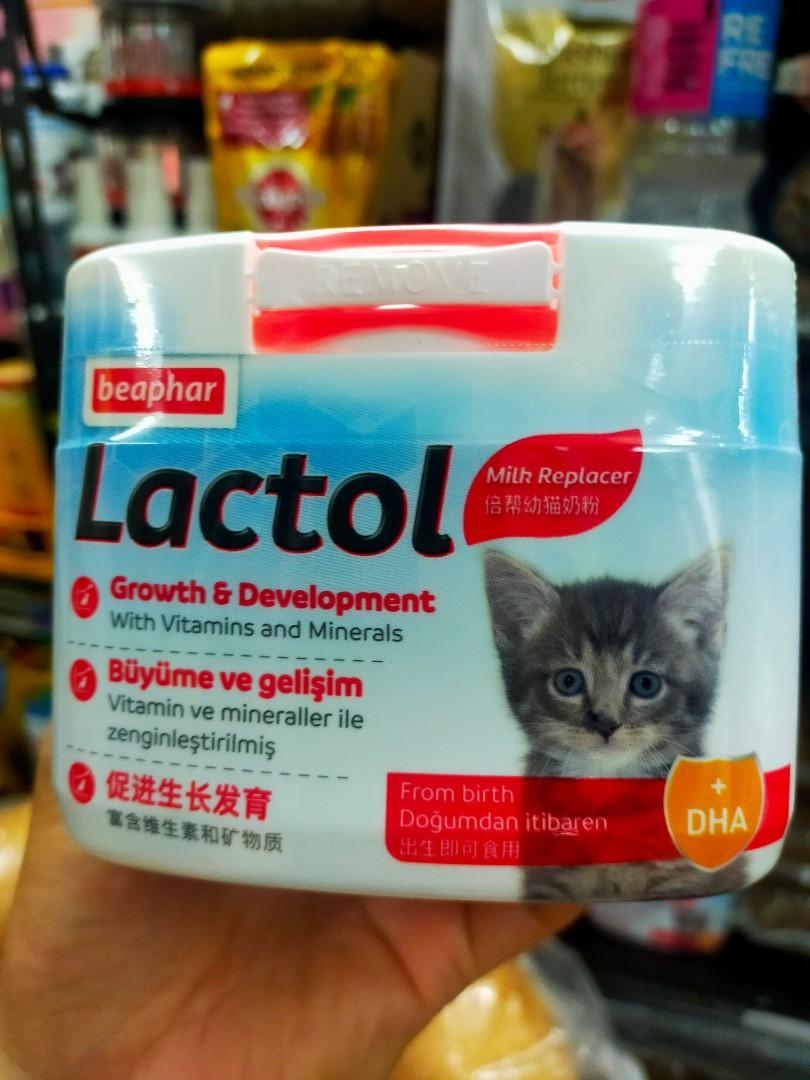 RE
FRE
REMOVE
beaphar
Lactol
Milk Replacer
倍帮幼猫奶粉
Growth & Development
With Vitamins and Minerals
Büyüme ve gelişim
Vitamin ve mineraller ile
zenginleştirilmiş
促进生长发育
富含维生素和矿物质
From birth
Doğumdan itibaren
出生即可食用
+
DHA